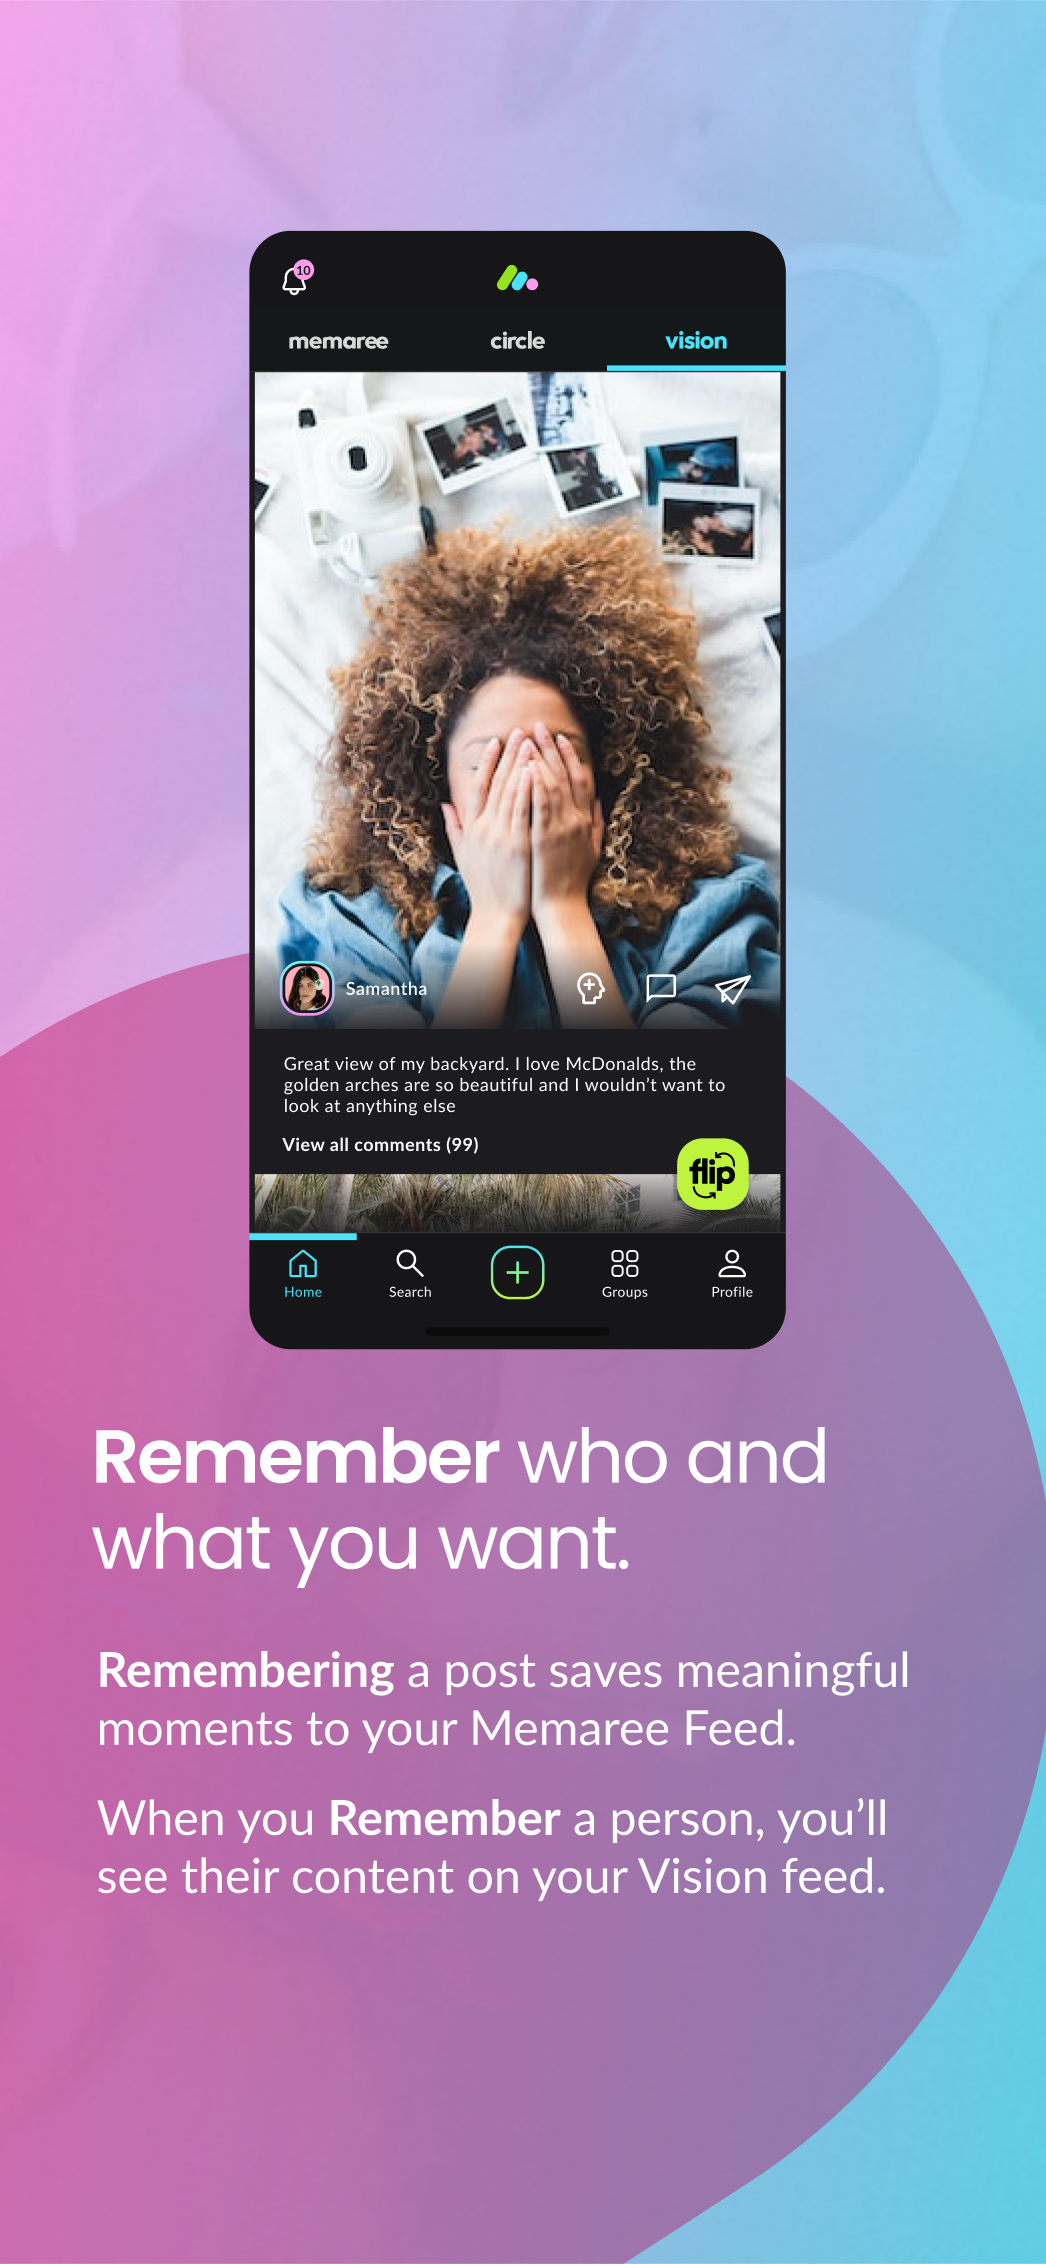 10
memaree circle vision
Samantha
Great view of my backyard. I love McDonalds, the
golden arches are so beautiful and I wouldn't want to
look at anything else
View all comments (99)
flip
Home Search Groups Profile
Remember who and
what you want.
Remembering a post saves meaningful
moments to your Memaree Feed.
When you Remember a person, you'll
see their content on your Vision feed.